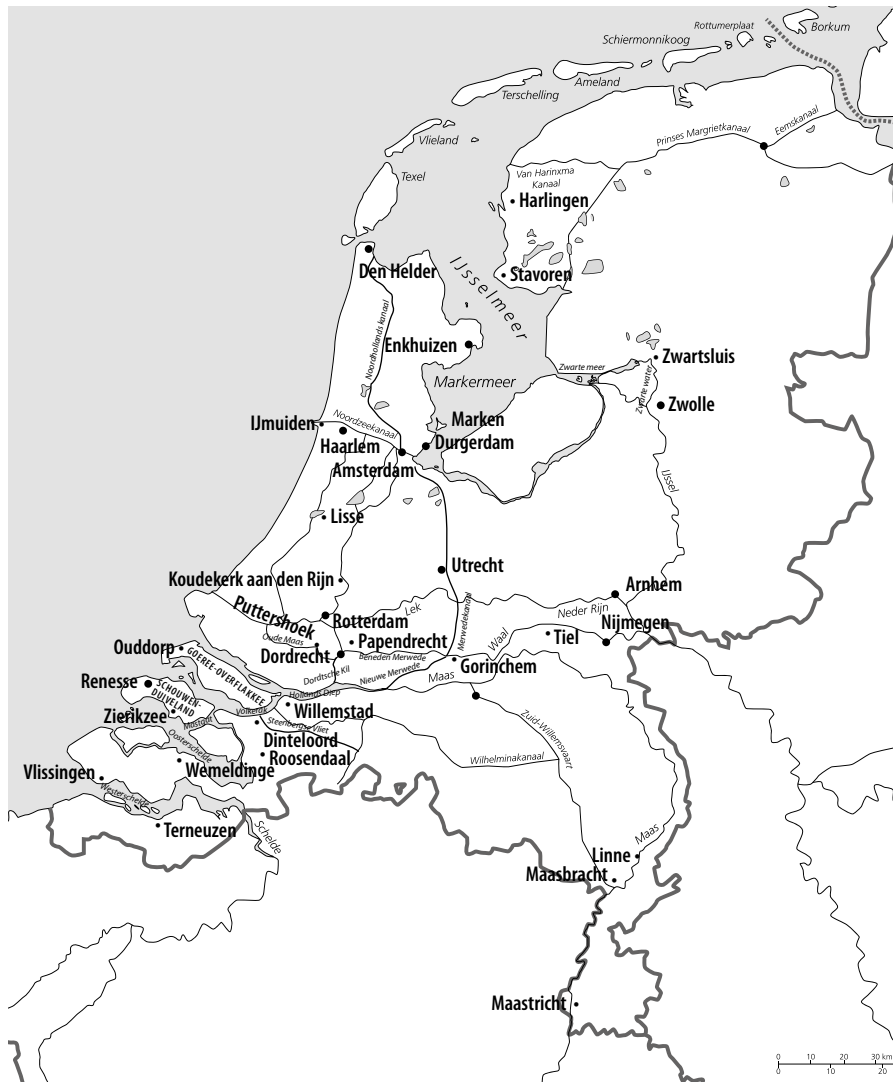 Rottumerplaat
Borkum
Schiermonnikoog
Ameland
Terschelling
Vlieland
Texel
Prinses Margrietkanaal
Eemskanaal
Van Harinxma
Kanaal
Harlingen
Den Helder
IJsselmeer
Stavoren
Noordhollands kanaal
Enkhuizen
Markermeer
Zwarte meer
Zwartsluis
Zwarte water
Zwolle
IJmuiden
Noordzeekanaal
Marken
Haarlem
Durgerdam
Amsterdam
IJssel
Lisse
Utrecht
Koudekerk aan den Rijn
Arnhem
Puttershoek
Rotterdam
Lek
Merwedekanaal
Neder Rijn
Nijmegen
Oude Maas
Papendrecht
Waal
Tiel
Ouddorp
GOEREE-OVERFLAKKEE
Dordrecht
Beneden Merwede
Gorinchem
Renesse
SCHOUWEN-
DUIVELAND
Dordtsche Kil
Nieuwe Merwede
Maas
Hollands Diep
Zierikzee
Volkerak
Willemstad
Mastgat
Steenbergse Vliet
Zuid-Willemsvaart
Oosterschelde
Dinteloord
Roosendaal
Wilhelminakanaal
Vlissingen
Wemeldinge
Westerschelde
Terneuzen
Schelde
Maas
Linne
Maasbracht
Maastricht
0 10 20 30 km
0 10 20